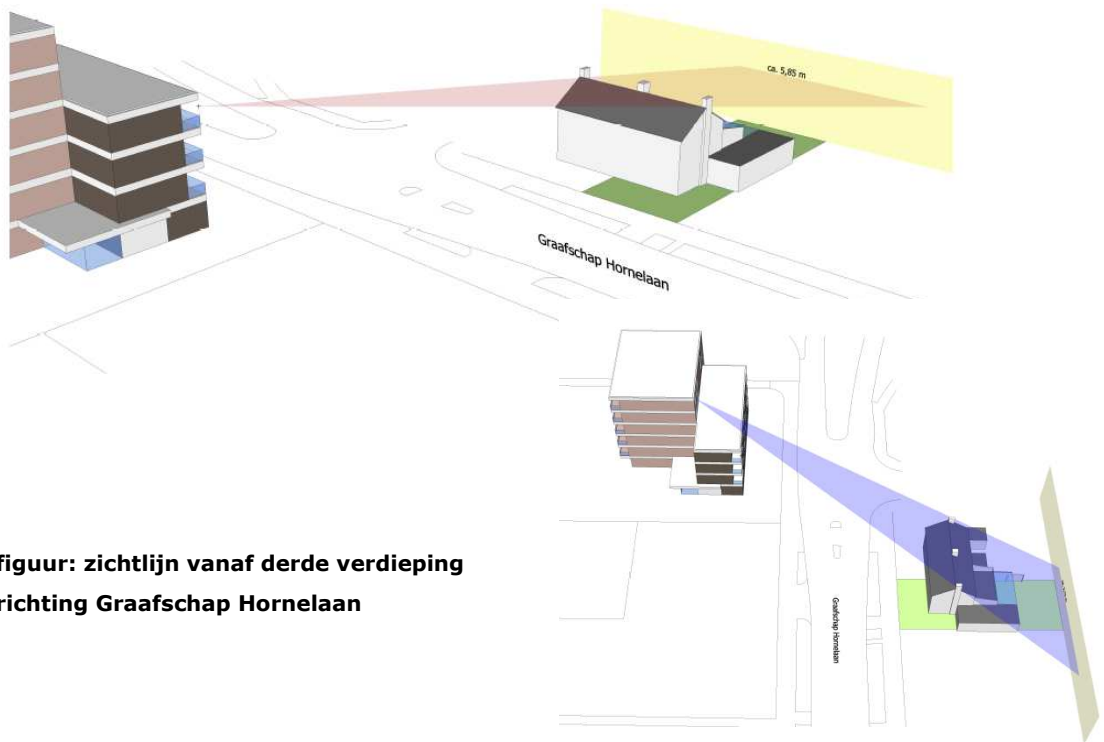 ca. 5,85 m
Graafschap Hornelaan
Graafschap Hornelaan
figuur: zichtlijn vanaf derde verdieping
richting Graafschap Hornelaan